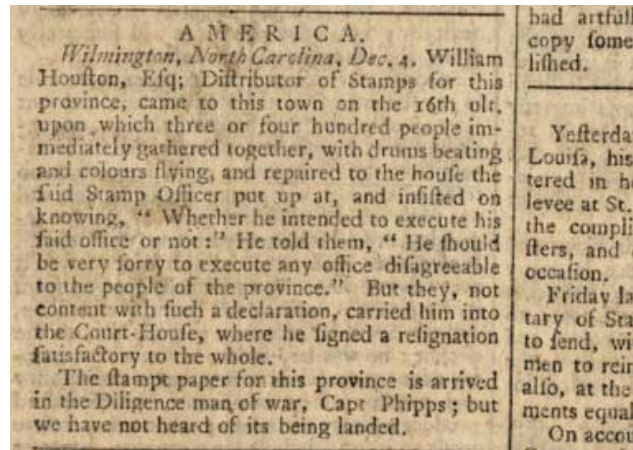 AMERICA.
Wilmington, North Carolina, Dec. 4. William
Houſton, Eſq; Diſtributor of Stamps for this
province, came to this town on the 16th ult.
upon which three or four hundred people im-
mediately gathered together, with drums beating
and colours flying, and repaired to the houſe the
ſaid Stamp Officer put up at, and inſiſted on
knowing, “ Whether he intended to execute his
ſaid office or not :” He told them, “ He ſhould
be very ſorry to execute any office diſagreeable
to the people of the province.” But they, not
content with ſuch a declaration, carried him into
the Court-Houſe, where he ſigned a reſignation
ſatisfactory to the whole.
The ſtampt paper for this province is arrived
in the Diligence man of war, Capt Phipps ; but
we have not heard of its being landed.
had artfull
copy ſome
liſhed.
Yeſterda
Louiſa, his
tered in h
levee at St.
the compli
ſters, and
occaſion.
Friday la
tary of Sta
to ſend, wi
men to rein
alſo, at the
ments equal
On accou